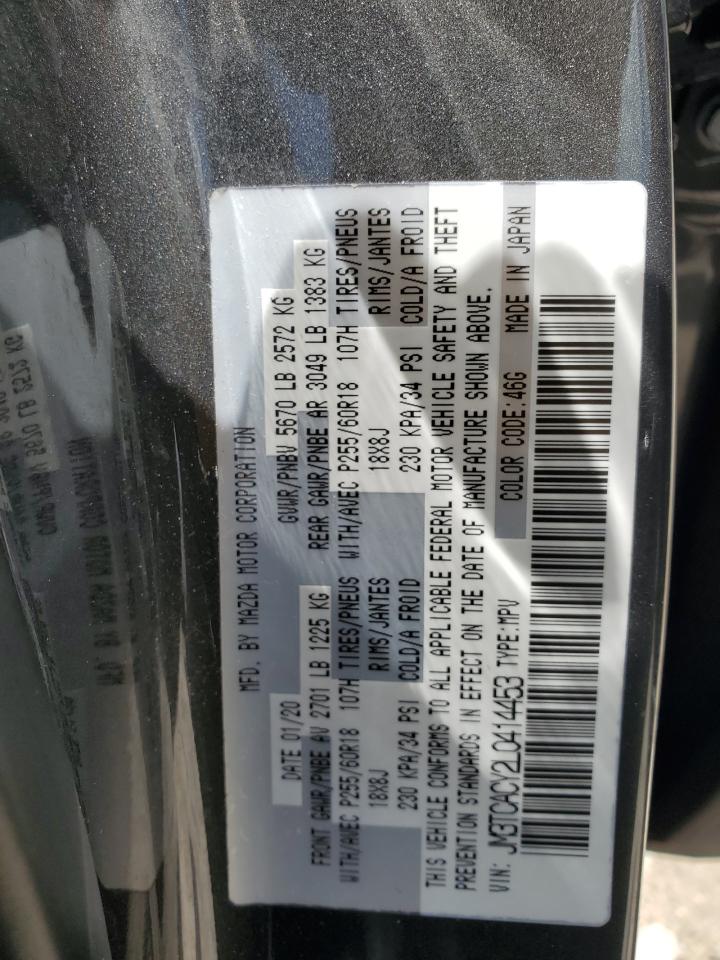 MFD. BY MAZDA MOTOR CORPORATION
DATE 01/20 GVWR/PNBV 5670 LB 2572 KG
FRONT GAWR/PNBE AV 2701 LB 1225 KG REAR GAWR/PNBE AR 3049 LB 1383 KG
WITH/AVEC P255/60R18 107H TIRES/PNEUS WITH/AVEC P255/60R18 107H TIRES/PNEUS
18X8J RIMS/JANTES 18X8J RIMS/JANTES
230 KPA/34 PSI COLD/A FROID 230 KPA/34 PSI COLD/A FROID
THIS VEHICLE CONFORMS TO ALL APPLICABLE FEDERAL MOTOR VEHICLE SAFETY AND THEFT
PREVENTION STANDARDS IN EFFECT ON THE DATE OF MANUFACTURE SHOWN ABOVE.
VIN: JM3TCACY2L0414453 TYPE:MPV COLOR CODE:46G MADE IN JAPAN